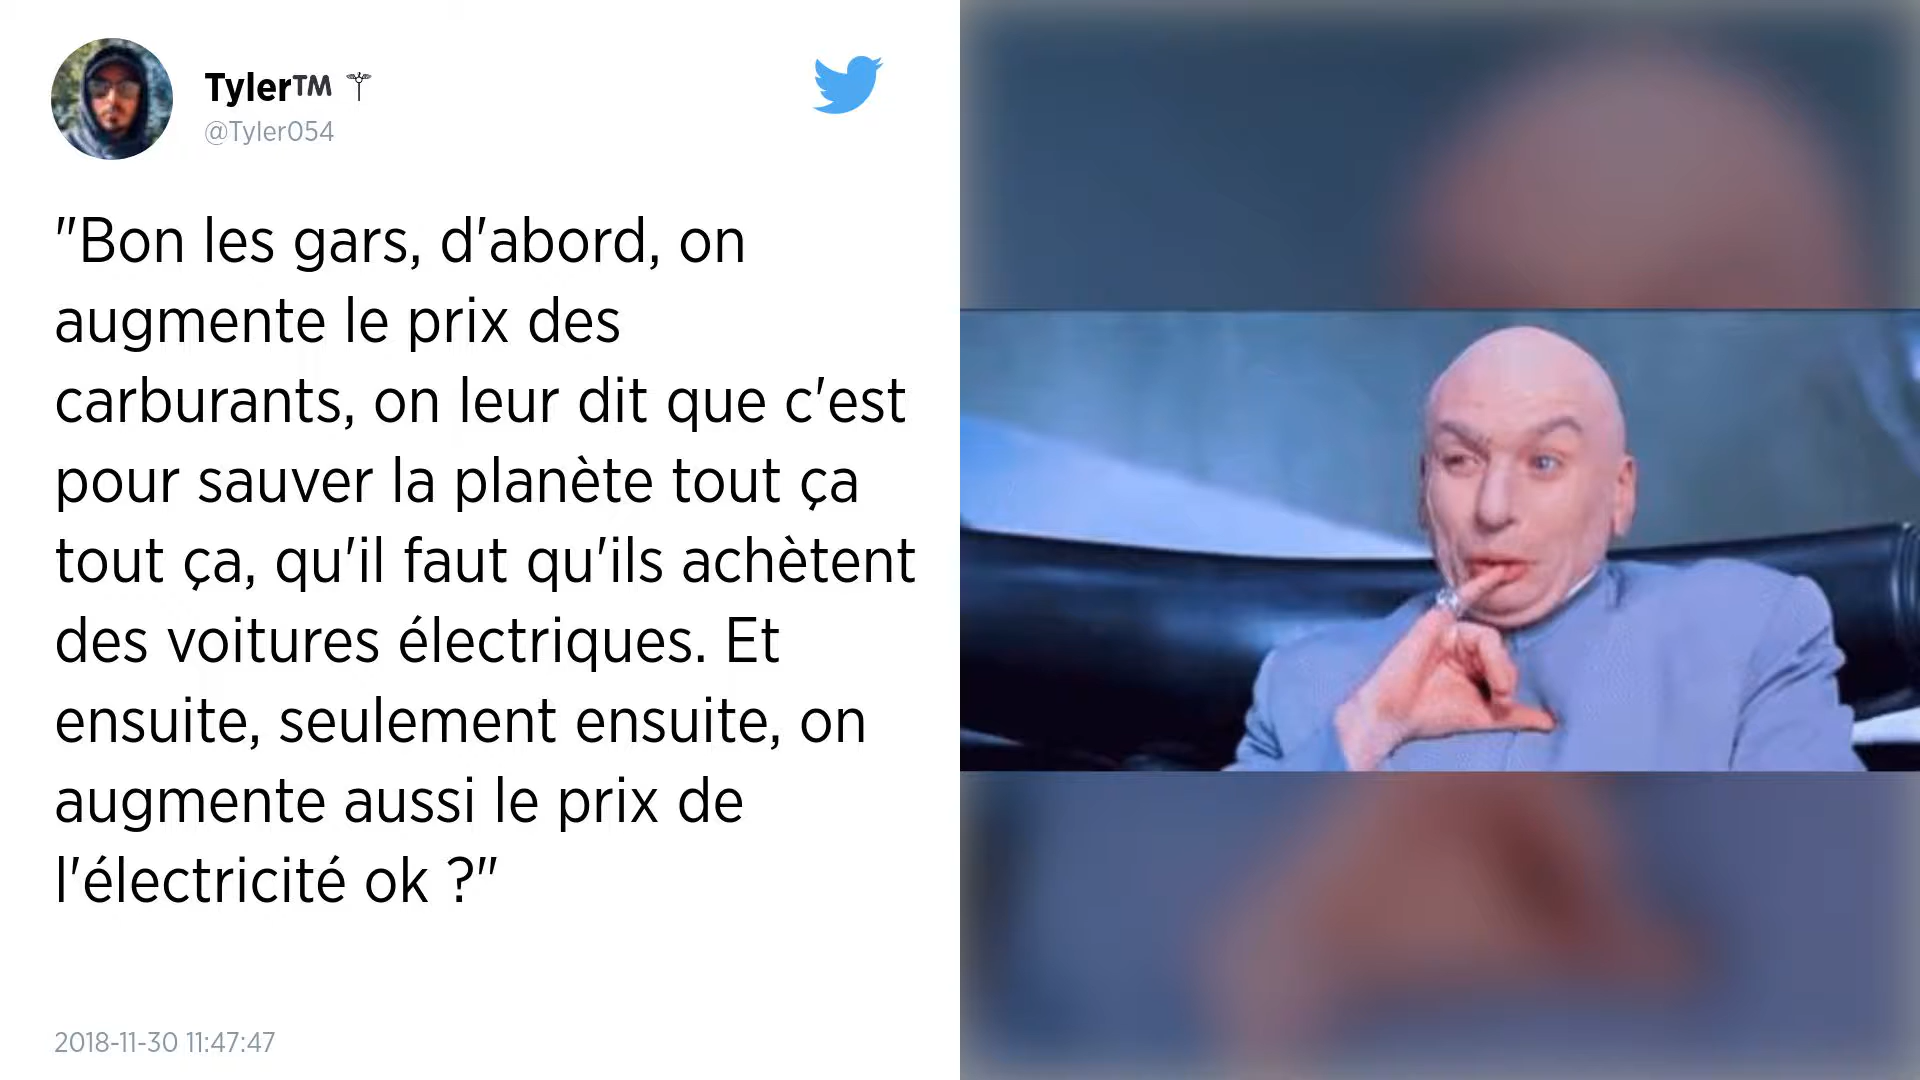 Tyler™
@Tyler054
"Bon les gars, d'abord, on
augmente le prix des
carburants, on leur dit que c'est
pour sauver la planète tout ça
tout ça, qu'il faut qu'ils achètent
des voitures électriques. Et
ensuite, seulement ensuite, on
augmente aussi le prix de
l'électricité ok ?"
2018-11-30 11:47:47